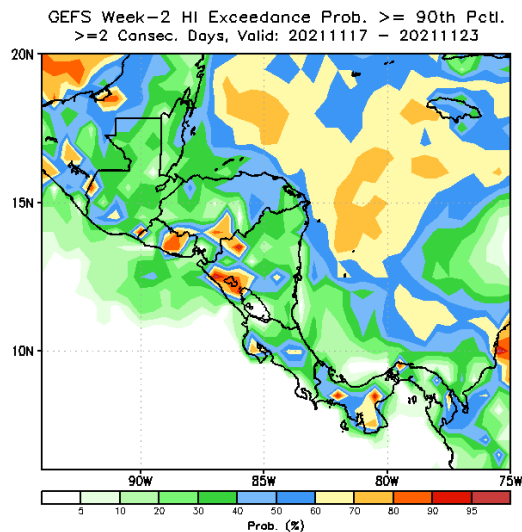 GEFS Week-2 HI Exceedance Prob. >= 90th Pctl.
>=2 Cansec. Days, Valid: 20211117 - 20211123
20N
15N
10N
90W 85W 80W 75W
5 10 20 30 40 50 60 70 80 90 95
Prob. (%)